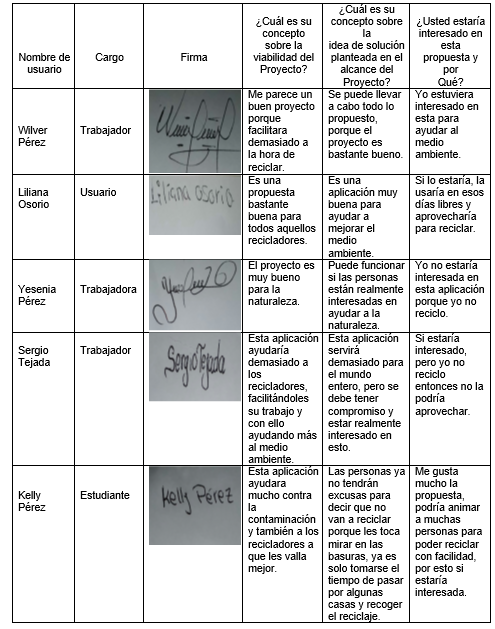 Nombre de
usuario
Cargo
Firma
¿Cuál es su
concepto
sobre la
viabilidad del
Proyecto?
¿Cuál es su
concepto sobre
la
idea de solución
planteada en el
alcance del
Proyecto?
¿Usted estaría
interesado en
esta
propuesta y
por
Qué?
Wilver
Pérez
Trabajador
Me parece un
buen proyecto
porque
facilitara
demasiado a
la hora de
reciclar.
Se puede llevar
a cabo todo lo
propuesto,
porque el
proyecto es
bastante bueno.
Yo estuviera
interesado en
esta para
ayudar al
medio
ambiente.
Liliana
Osorio
Usuario
Liliana Osorio
Es una
propuesta
bastante
buena para
todos aquellos
recicladores.
Es una
aplicación muy
buena para
ayudar a
mejorar el
medio
ambiente.
Si lo estaría, la
usaría en esos
días libres y
aprovecharía
para reciclar.
Yesenia
Pérez
Trabajadora
El proyecto es
muy bueno
para la
naturaleza.
Puede funcionar
si las personas
están realmente
interesadas en
ayudar a la
naturaleza.
Yo no estaría
interesada en
esta aplicación
porque yo no
reciclo.
Sergio
Tejada
Trabajador
Sergio Tejada
Esta aplicación
ayudaría
demasiado a
los
recicladores,
facilitándoles
su trabajo y
con ello
ayudando más
al medio
ambiente.
Esta aplicación
servirá
demasiado para
el mundo
entero, pero se
debe tener
compromiso y
estar realmente
interesado en
esto.
Si estaría
interesado,
pero yo no
reciclo
entonces no la
podría
aprovechar.
Kelly
Pérez
Estudiante
Kelly Pérez
Esta aplicación
ayudara
mucho contra
la
contaminación
y también a los
recicladores a
que les valla
mejor.
Las personas ya
no tendrán
excusas para
decir que no
van a reciclar
porque les toca
mirar en las
basuras, ya es
solo tomarse el
tiempo de pasar
por algunas
casas y recoger
el reciclaje.
Me gusta
mucho la
propuesta,
podría animar
a muchas
personas para
poder reciclar
con facilidad,
por esto si
estaría
interesada.